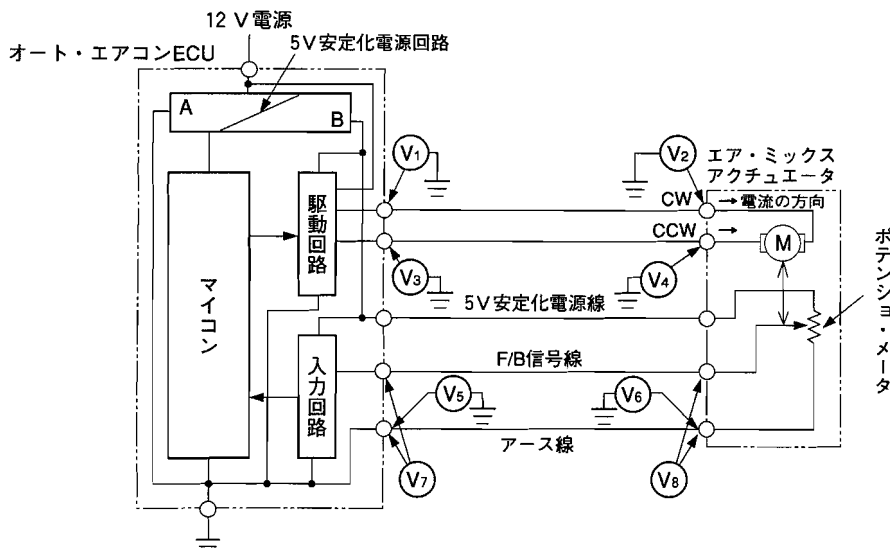 12 V電源
5V安定化電源回路
オート・エアコンECU
A
B
マイコン
駆動回路
入力回路
V1
V2
V3
V4
V5
V6
V7
V8
エア・ミックス
アクチュエータ
CW
→電流の方向
CCW →
M
5V安定化電源線
F/B信号線
アース線
ポテンショ・メータ